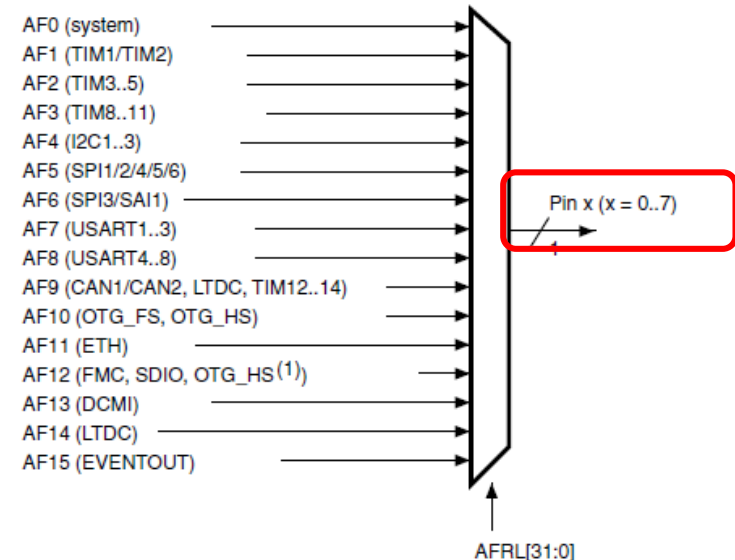 AF0 (system)
AF1 (TIM1/TIM2)
AF2 (TIM3..5)
AF3 (TIM8..11)
AF4 (I2C1..3)
AF5 (SPI1/2/4/5/6)
AF6 (SPI3/SAI1)
AF7 (USART1..3)
AF8 (USART4..8)
AF9 (CAN1/CAN2, LTDC, TIM12..14)
AF10 (OTG_FS, OTG_HS)
AF11 (ETH)
AF12 (FMC, SDIO, OTG_HS(1))
AF13 (DCMI)
AF14 (LTDC)
AF15 (EVENTOUT)
Pin x (x = 0..7)
1
AFRL[31:0]